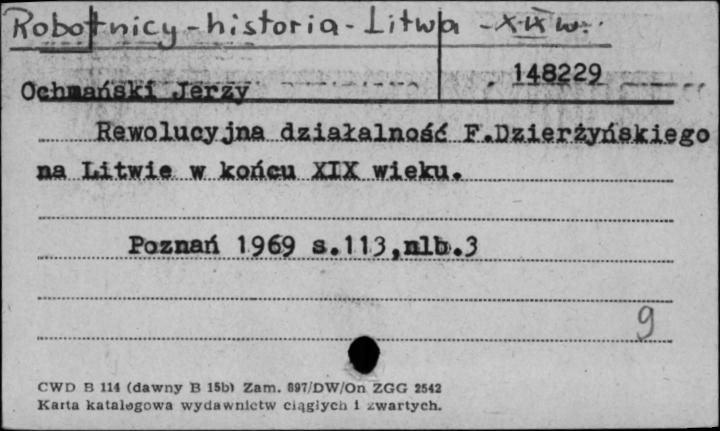 Robotnicy - historia - Litwa - XIX w.
148229
Ochmański Jerzy
Rewolucyjna działalność F.Dzierżyńskiego
na Litwie w końcu XIX wieku.
Poznań 1969 s.113,nlb.3
9
CWD B 114 (dawny B 15b) Zam. 897/DW/On ZGG 2542
Karta katalogowa wydawnictw ciągłych i zwartych.